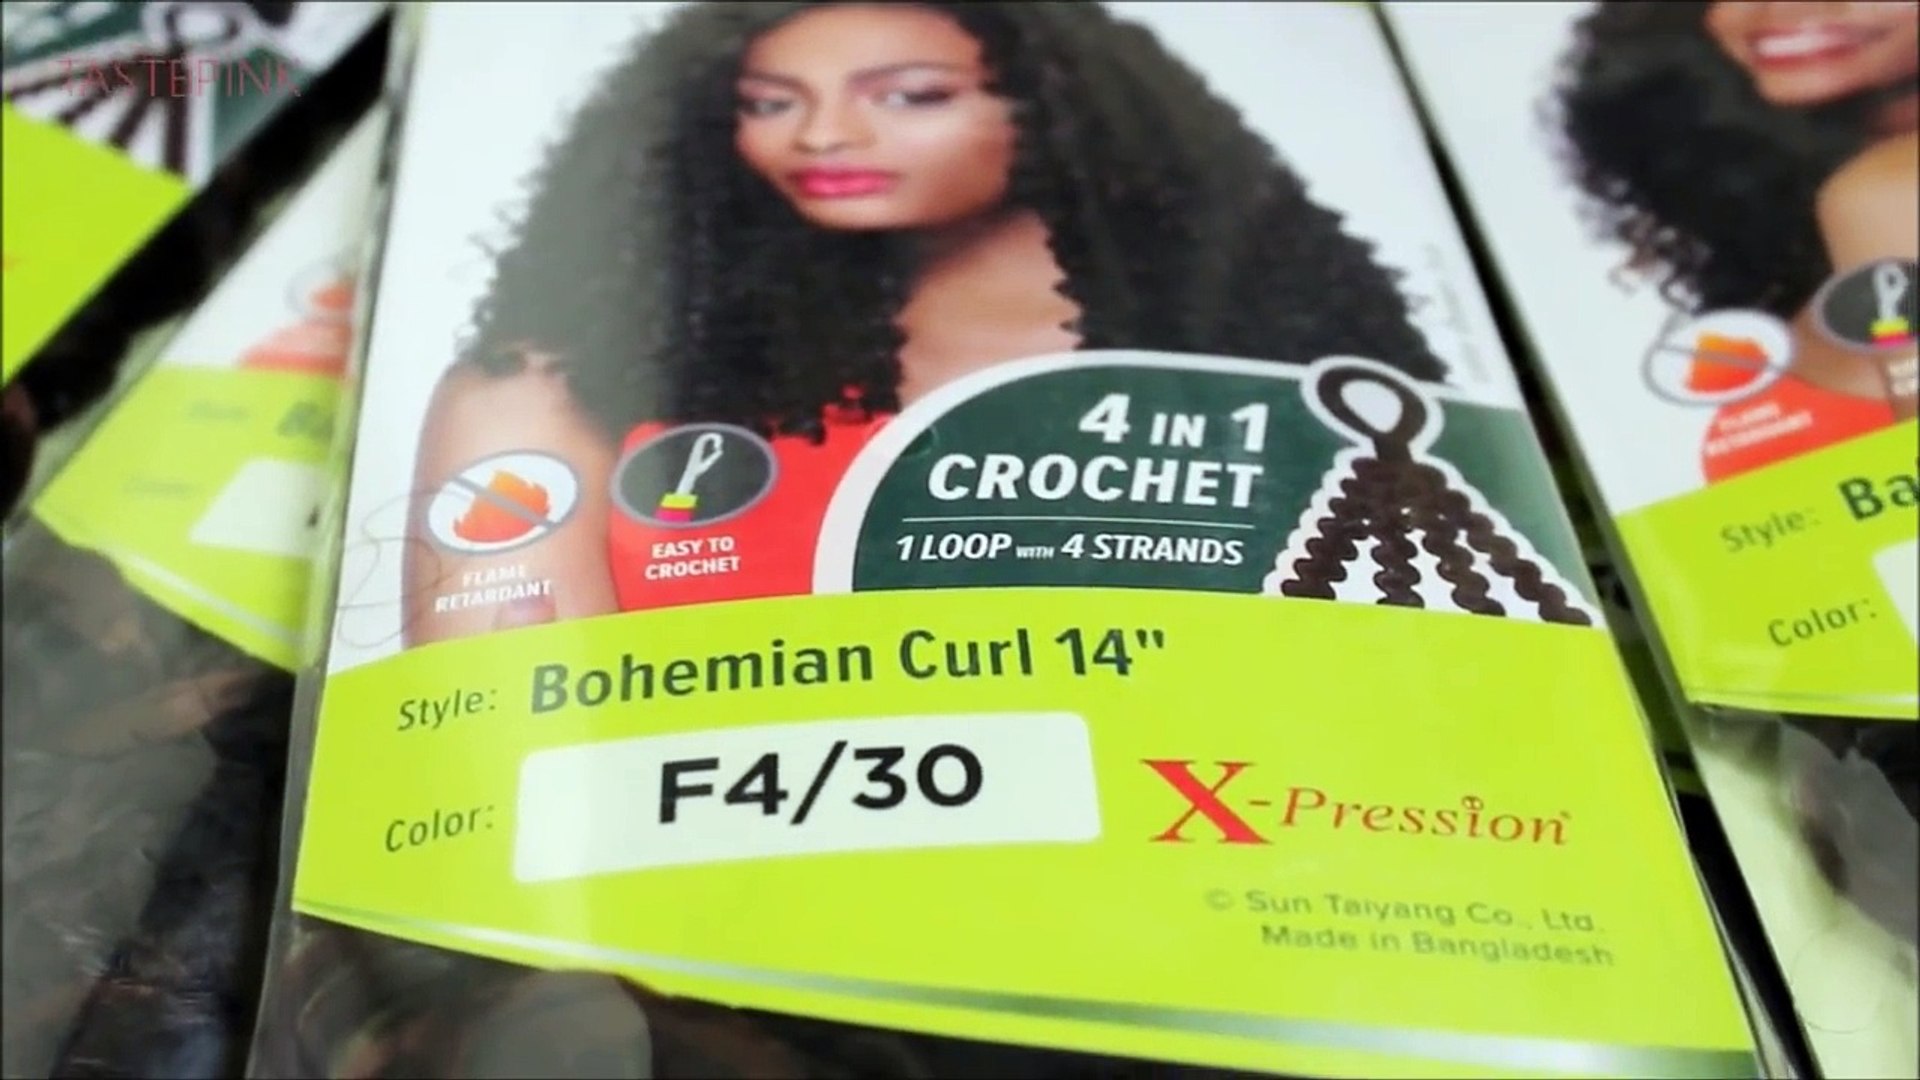 TASTEPINK
4 IN 1
CROCHET
1 LOOP WITH 4 STRANDS
EASY TO
CROCHET
FLAME
RETARDANT
Style: Bohemian Curl 14"
Color: F4/30
X-Pression
© Sun Taiyang Co., Ltd.
Made in Bangladesh
Style: Ba
Color: